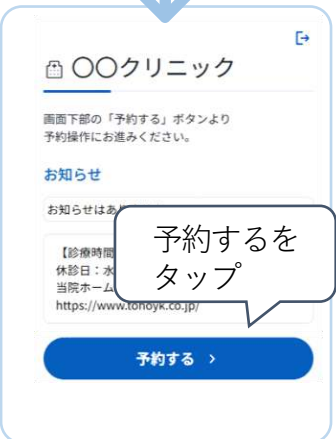 〇〇クリニック
画面下部の「予約する」ボタンより
予約操作にお進みください。
お知らせ
お知らせはあ
【診療時間
休診日：水
当院ホーム
https://www.tohoyk.co.jp/
予約するを
タップ
予約する